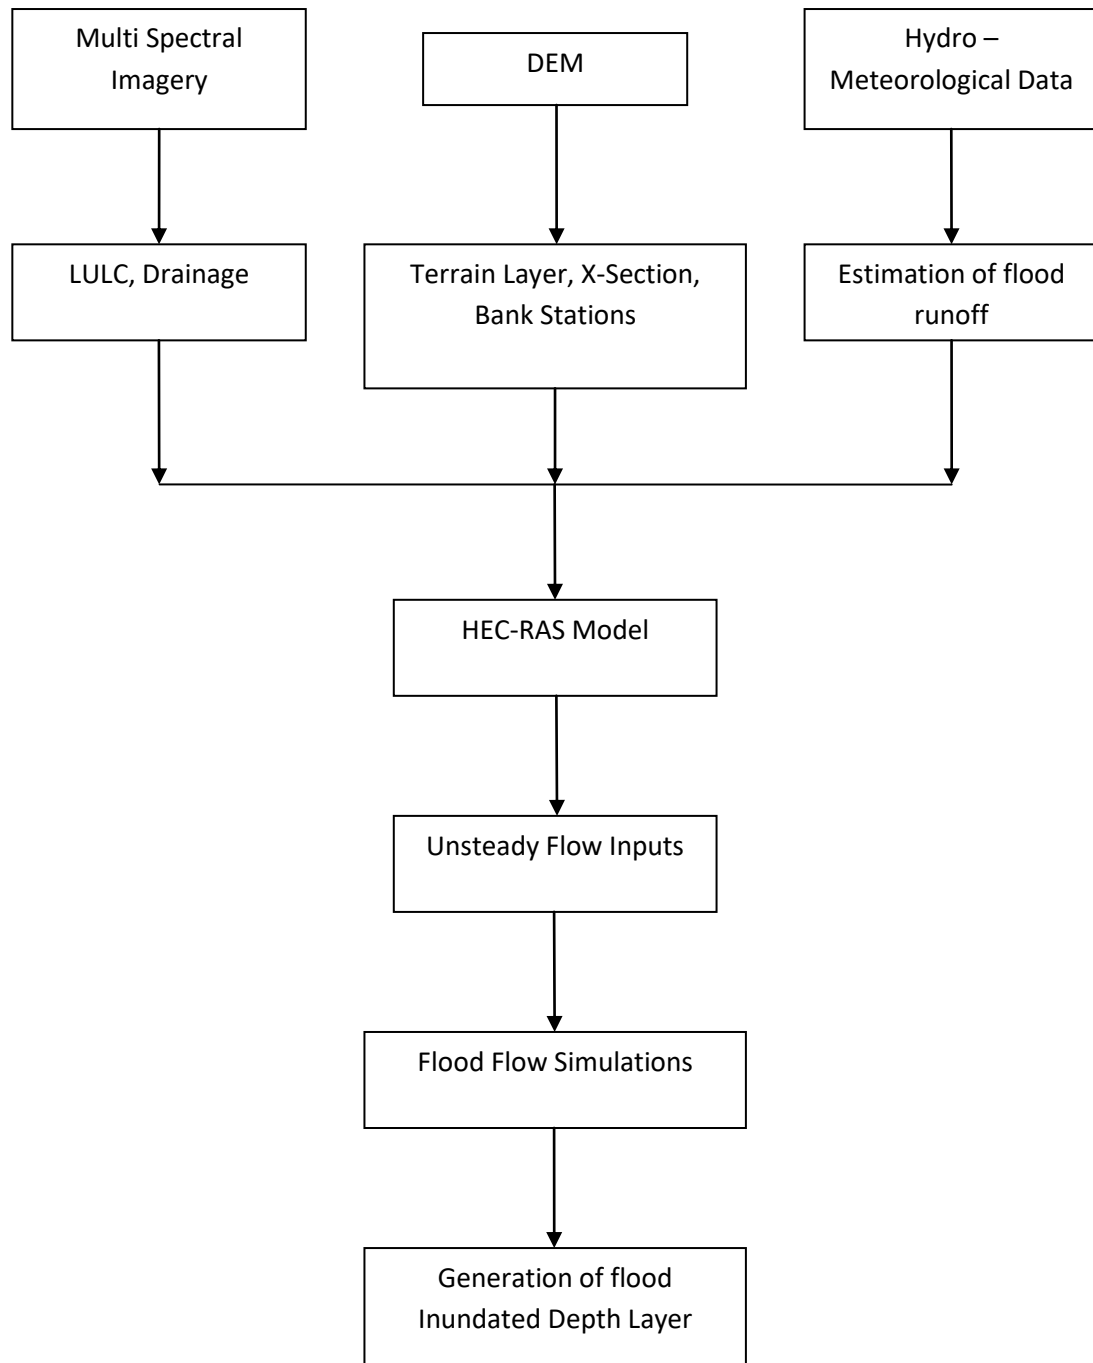 Multi Spectral
Imagery
DEM
Hydro –
Meteorological Data
LULC, Drainage
Terrain Layer, X-Section,
Bank Stations
Estimation of flood
runoff
HEC-RAS Model
Unsteady Flow Inputs
Flood Flow Simulations
Generation of flood
Inundated Depth Layer